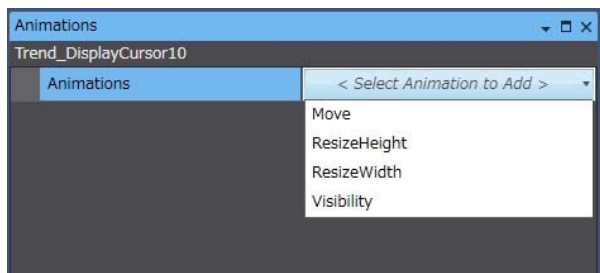 Animations
Trend_DisplayCursor10
Animations
< Select Animation to Add >
Move
ResizeHeight
ResizeWidth
Visibility